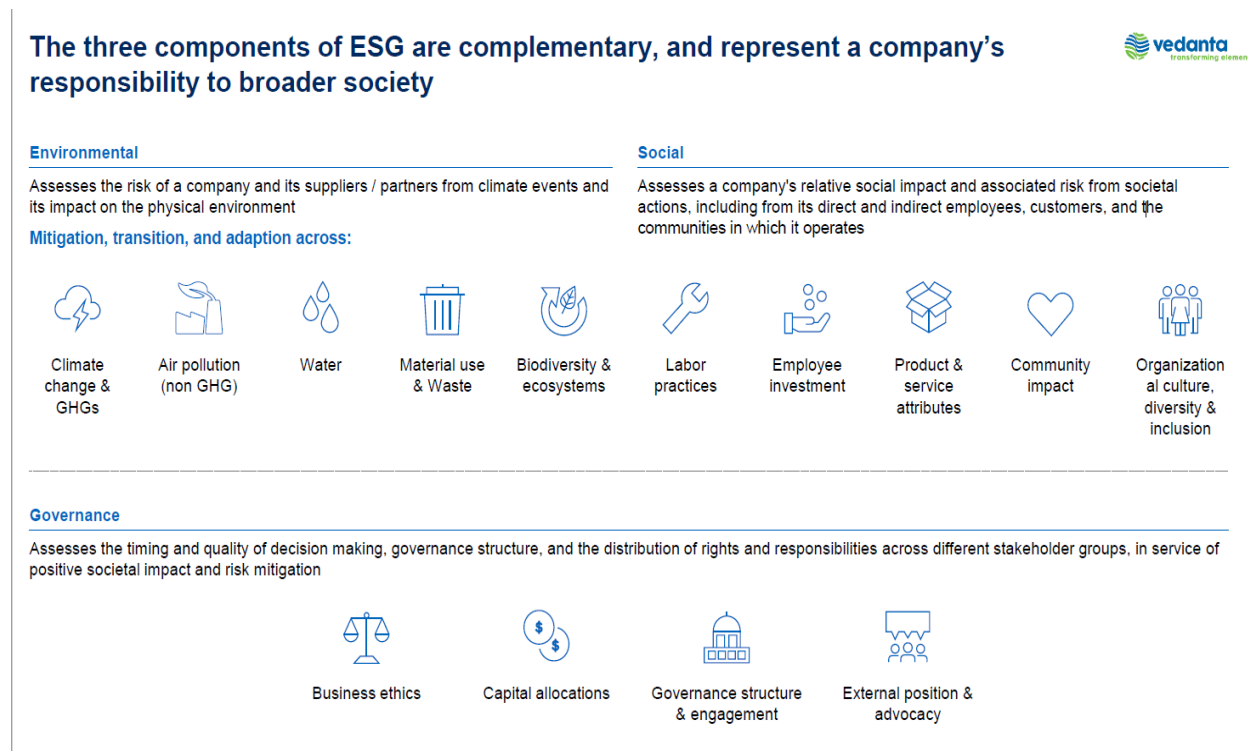 The three components of ESG are complementary, and represent a company’s
responsibility to broader society
vedanta
transforming elemen
Environmental
Assesses the risk of a company and its suppliers / partners from climate events and
its impact on the physical environment
Mitigation, transition, and adaption across:
Social
Assesses a company's relative social impact and associated risk from societal
actions, including from its direct and indirect employees, customers, and the
communities in which it operates
Climate
change &
GHGs
Air pollution
(non GHG)
Water
Material use
& Waste
Biodiversity &
ecosystems
Labor
practices
Employee
investment
Product &
service
attributes
Community
impact
Organization
al culture,
diversity &
inclusion
Governance
Assesses the timing and quality of decision making, governance structure, and the distribution of rights and responsibilities across different stakeholder groups, in service of
positive societal impact and risk mitigation
$
$
Business ethics
Capital allocations
Governance structure
& engagement
External position &
advocacy